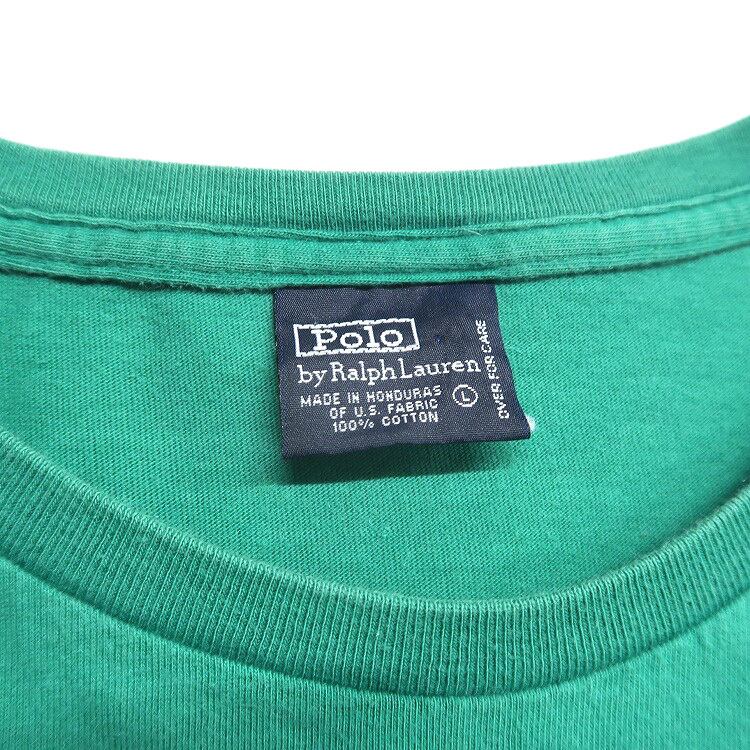 Polo
by Ralph Lauren
MADE IN HONDURAS
OF U.S. FABRIC
100% COTTON
L
OVER FOR CARE